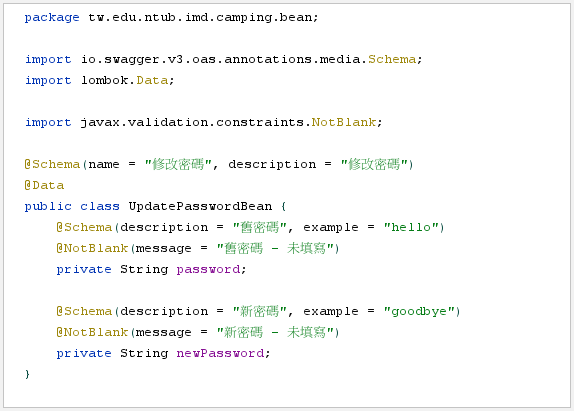 package tw.edu.ntub.imd.camping.bean;
import io.swagger.v3.oas.annotations.media.Schema;
import lombok.Data;
import javax.validation.constraints.NotBlank;
@Schema(name = "修改密碼", description = "修改密碼")
@Data
public class UpdatePasswordBean {
    @Schema(description = "舊密碼", example = "hello")
    @NotBlank(message = "舊密碼 - 未填寫")
    private String password;
    @Schema(description = "新密碼", example = "goodbye")
    @NotBlank(message = "新密碼 - 未填寫")
    private String newPassword;
}